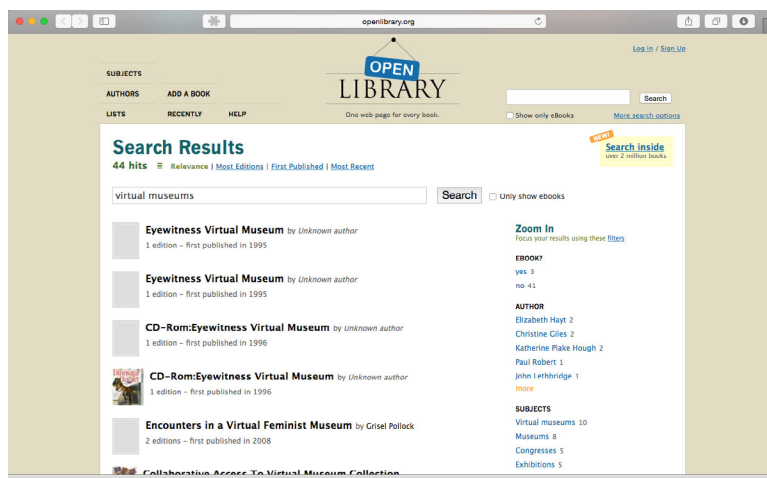 openlibrary.org
Log in / Sign Up
SUBJECTS
AUTHORS ADD A BOOK
LISTS RECENTLY HELP
OPEN
LIBRARY
One web page for every book.
Search
Show only eBooks More search options
Search Results
44 hits Relevance | Most Editions | First Published | Most Recent
NEW!
Search inside
over 2 million books
virtual museums Search Only show ebooks
Eyewitness Virtual Museum by Unknown author
1 edition – first published in 1995
Eyewitness Virtual Museum by Unknown author
1 edition – first published in 1995
CD-Rom:Eyewitness Virtual Museum by Unknown author
1 edition – first published in 1996
CD-Rom:Eyewitness Virtual Museum by Unknown author
1 edition – first published in 1996
Encounters in a Virtual Feminist Museum by Grisel Pollock
2 editions – first published in 2008
Collaborative Access To Virtual Museum Collection
Zoom In
Focus your results using these filters
EBOOK?
yes 3
no 41
AUTHOR
Elizabeth Hayt 2
Christine Giles 2
Katherine Plake Hough 2
Paul Robert 1
John Lethbridge 1
more
SUBJECTS
Virtual museums 10
Museums 8
Congresses 5
Exhibitions 5